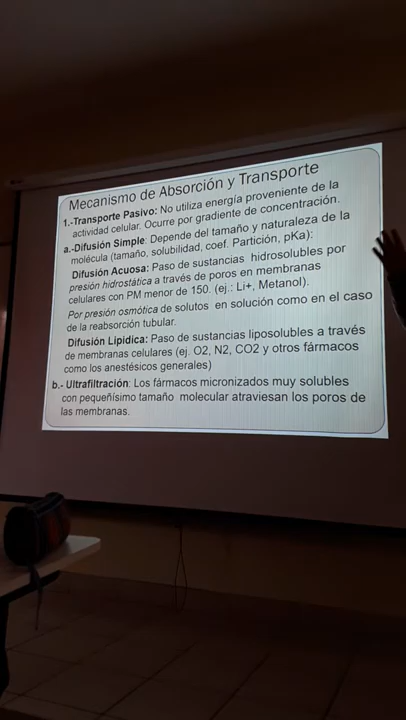 Mecanismo de Absorción y Transporte
1.-Transporte Pasivo: No utiliza energía proveniente de la
actividad celular. Ocurre por gradiente de concentración.
a.-Difusión Simple: Depende del tamaño y naturaleza de la
molécula (tamaño, solubilidad, coef. Partición, pKa):
Difusión Acuosa: Paso de sustancias hidrosolubles por
presión hidrostática a través de poros en membranas
celulares con PM menor de 150. (ej.: Li+, Metanol).
Por presión osmótica de solutos en solución como en el caso
de la reabsorción tubular.
Difusión Lipídica: Paso de sustancias liposolubles a través
de membranas celulares (ej. O2, N2, CO2 y otros fármacos
como los anestésicos generales)
b.- Ultrafiltración: Los fármacos micronizados muy solubles
con pequeñísimo tamaño molecular atraviesan los poros de
las membranas.